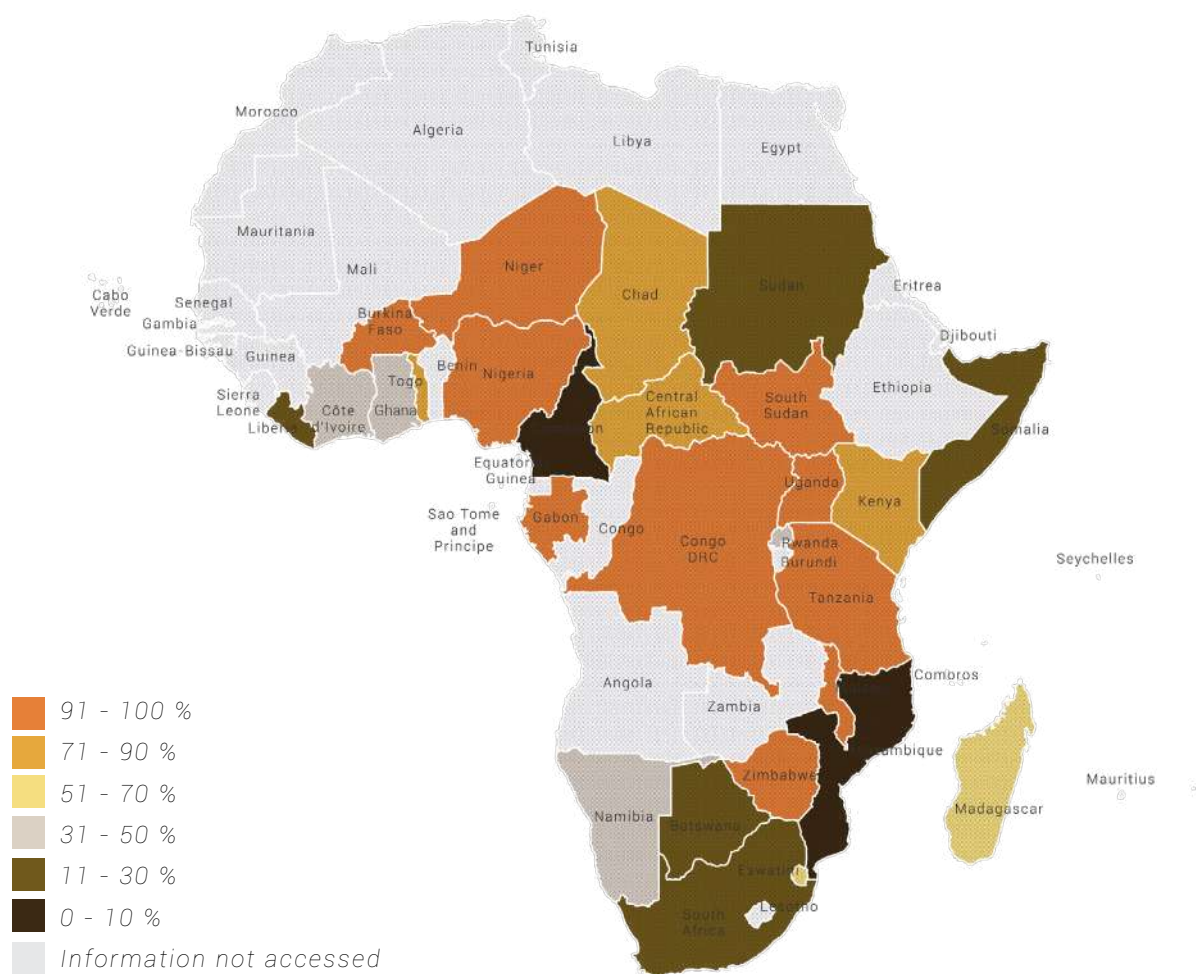 Tunisia
Morocco
Algeria
Libya
Egypt
Mauritania
Mali
Niger
Chad
Sudan
Eritrea
Cabo
Verde
Senegal
Gambia
Guinea-Bissau
Guinea
Burkina
Faso
Benin
Nigeria
Djibouti
Ethiopia
Sierra
Leone
Liberia
Côte
d'Ivoire
Ghana
Togo
Central
African
Republic
South
Sudan
Somalia
Equatori
Guinea
Sao Tome
and
Principe
Gabon
Congo
Congo
DRC
Uganda
Kenya
Rwanda
Burundi
Tanzania
Seychelles
Comoros
Angola
Zambia
Zimbabwe
zambique
Madagascar
Mauritius
Namibia
Botswana
Eswatini
Lesotho
South
Africa
91 - 100 %
71 - 90 %
51 - 70 %
31 - 50 %
11 - 30 %
0 - 10 %
Information not accessed